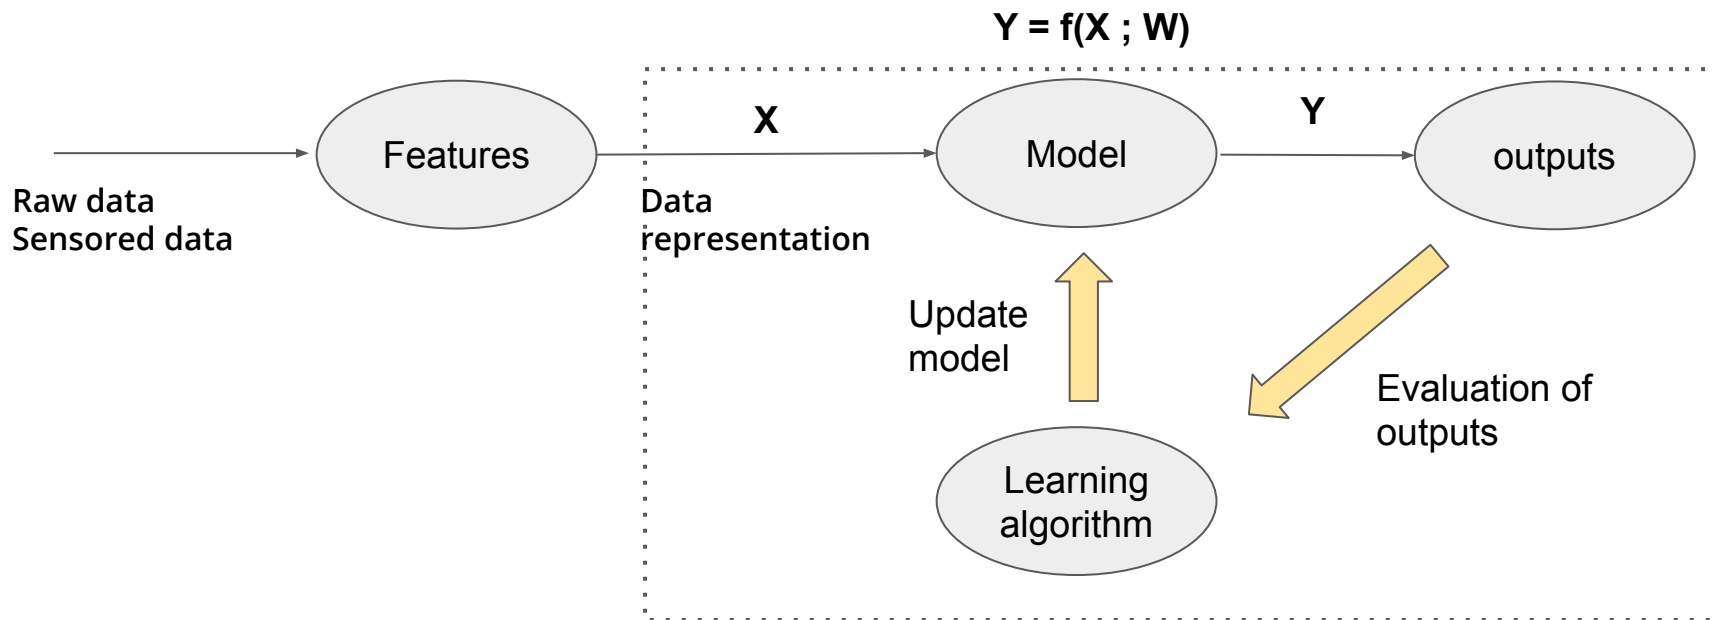 Y = f(X ; W)
X
Y
Features
Model
outputs
Raw data
Sensored data
Data
representation
Update
model
Evaluation of
outputs
Learning
algorithm